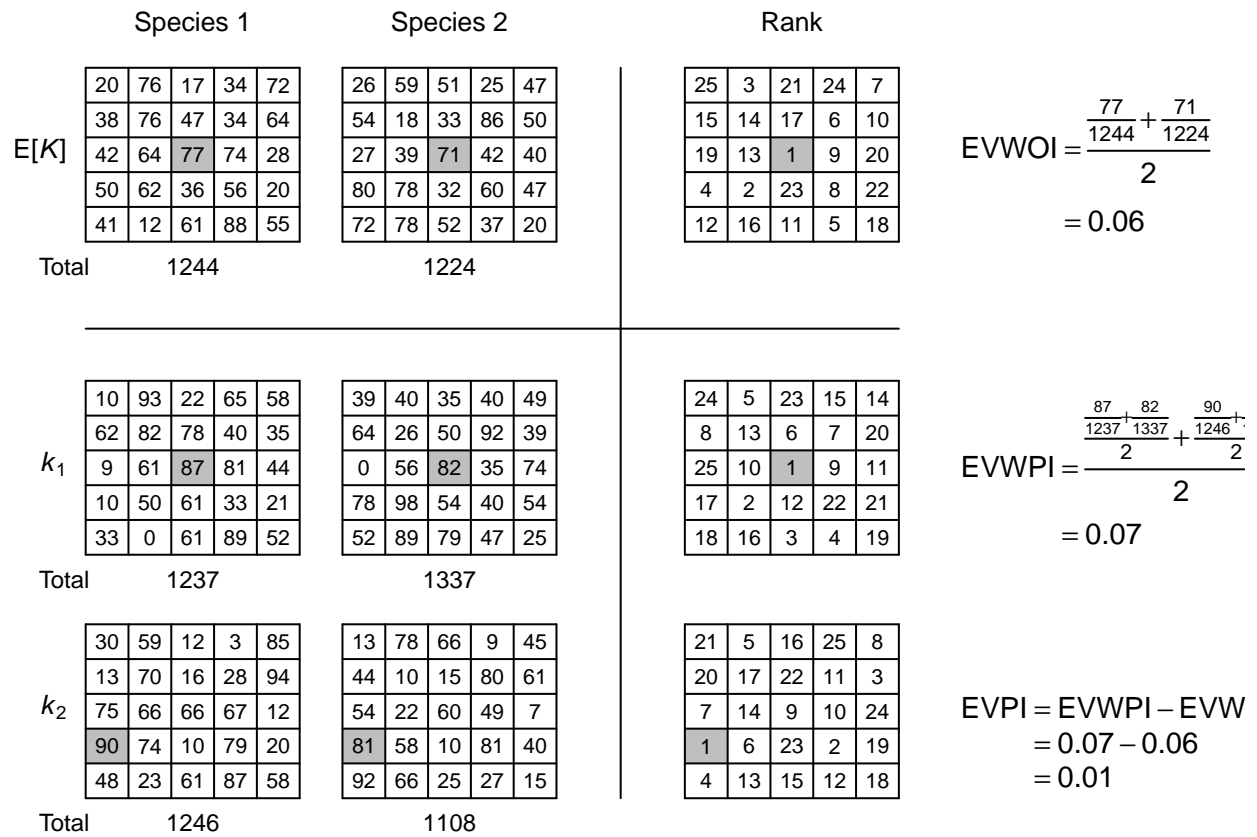 Species 1 Species 2 Rank
E[K]
20 76 17 34 72
38 76 47 34 64
42 64 77 74 28
50 62 36 56 20
41 12 61 88 55
26 59 51 25 47
54 18 33 86 50
27 39 71 42 40
80 78 32 60 47
72 78 52 37 20
25 3 21 24 7
15 14 17 6 10
19 13 1 9 20
4 2 23 8 22
12 16 11 5 18
EVWOI = 77/1244 + 71/1224
2
= 0.06
Total 1244 1224
k1
10 93 22 65 58
62 82 78 40 35
9 61 87 81 44
10 50 61 33 21
33 0 61 89 52
39 40 35 40 49
64 26 50 92 39
0 56 82 35 74
78 98 54 40 54
52 89 79 47 25
24 5 23 15 14
8 13 6 7 20
25 10 1 9 11
17 2 12 22 21
18 16 3 4 19
EVWPI = 87/1237 + 82/1337 90/1246 +
2 + 2
2
= 0.07
Total 1237 1337
k2
30 59 12 3 85
13 70 16 28 94
75 66 66 67 12
90 74 10 79 20
48 23 61 87 58
13 78 66 9 45
44 10 15 80 61
54 22 60 49 7
81 58 10 81 40
92 66 25 27 15
21 5 16 25 8
20 17 22 11 3
7 14 9 10 24
1 6 23 2 19
4 13 15 12 18
EVPI = EVWPI − EVW
= 0.07 − 0.06
= 0.01
Total 1246 1108